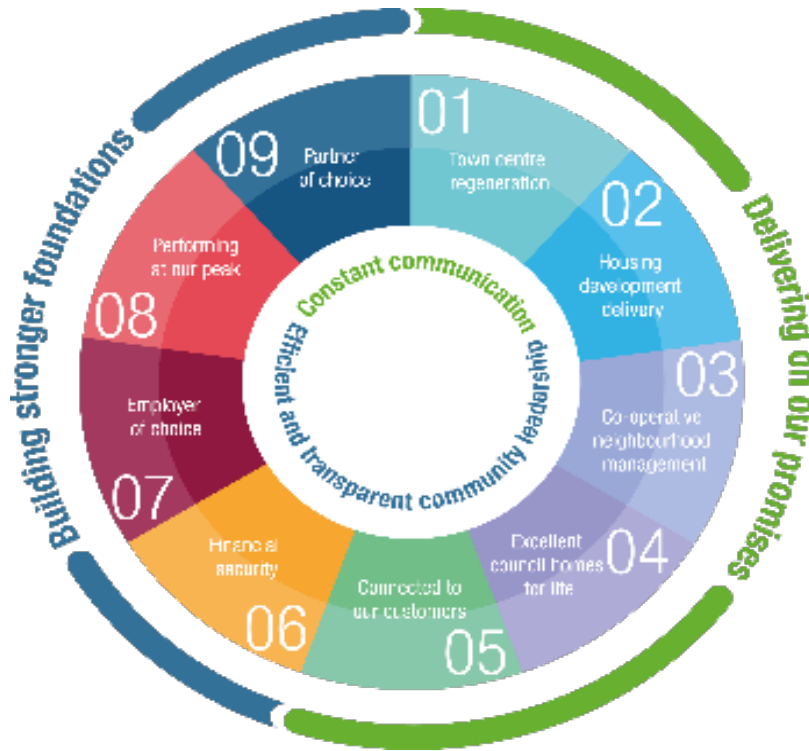 Building stronger foundations
Delivering on our promises
01
Town centre
regeneration
02
Housing
development
delivery
03
Co-operative
neighbourhood
management
04
Excellent
council homes
for life
05
Connected to
our customers
06
Financial
security
07
Employer
of choice
08
Performing
at our peak
09
Partner
of choice
Constant communication
Efficient and transparent community leadership